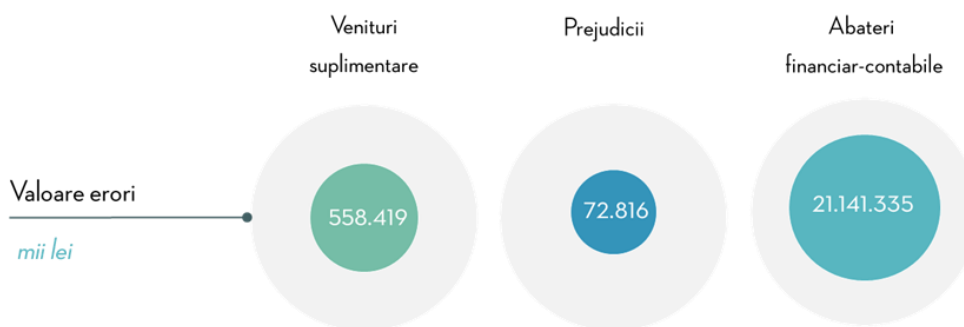 Venituri
suplimentare
Prejudicii
Abateri
financiar-contabile
Valoare erori
mii lei
558.419
72.816
21.141.335